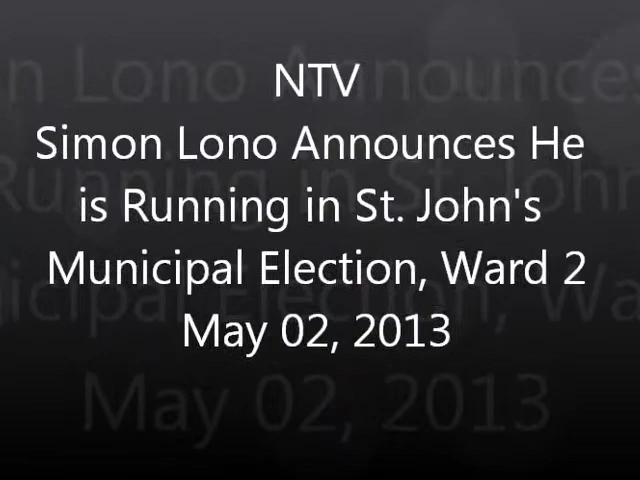 NTV
Simon Lono Announces He
is Running in St. John's
Municipal Election, Ward 2
May 02, 2013